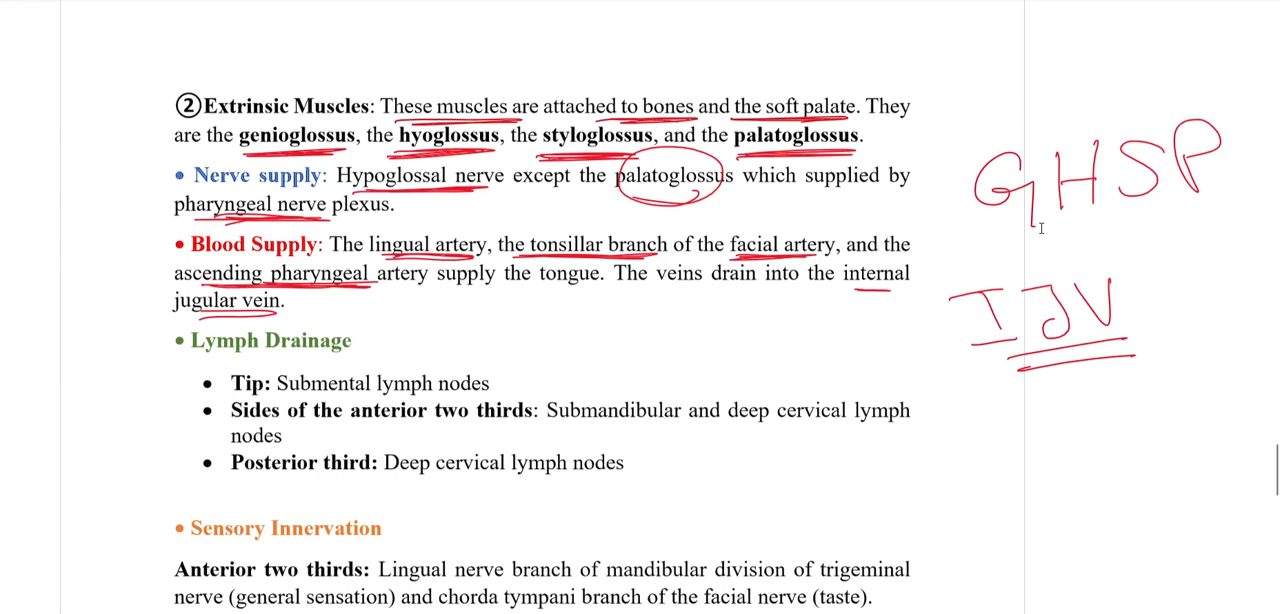 ②Extrinsic Muscles: These muscles are attached to bones and the soft palate. They
are the genioglossus, the hyoglossus, the styloglossus, and the palatoglossus.
• Nerve supply: Hypoglossal nerve except the palatoglossus which supplied by
pharyngeal nerve plexus.
• Blood Supply: The lingual artery, the tonsillar branch of the facial artery, and the
ascending pharyngeal artery supply the tongue. The veins drain into the internal
jugular vein.
GHSP
IJV
• Lymph Drainage
• Tip: Submental lymph nodes
• Sides of the anterior two thirds: Submandibular and deep cervical lymph
nodes
• Posterior third: Deep cervical lymph nodes
• Sensory Innervation
Anterior two thirds: Lingual nerve branch of mandibular division of trigeminal
nerve (general sensation) and chorda tympani branch of the facial nerve (taste).